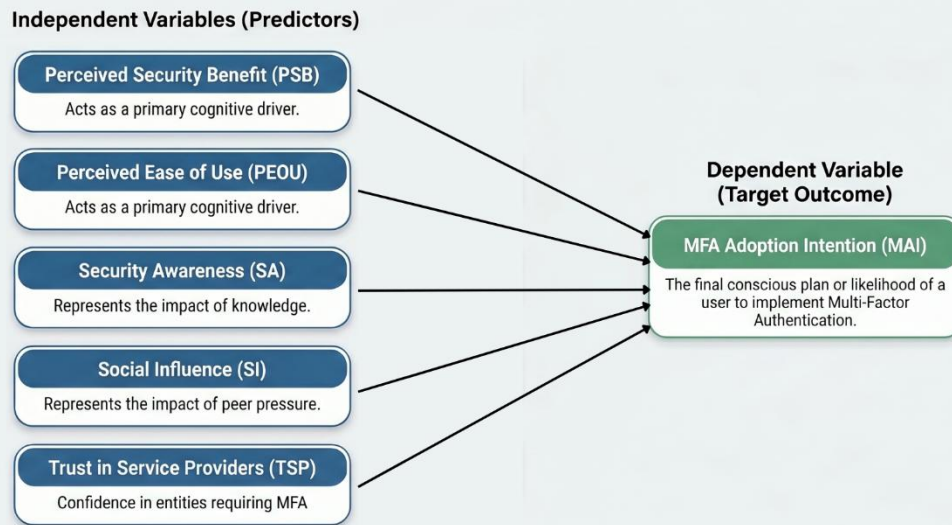 Independent Variables (Predictors)
Perceived Security Benefit (PSB)
Acts as a primary cognitive driver.
Perceived Ease of Use (PEOU)
Acts as a primary cognitive driver.
Security Awareness (SA)
Represents the impact of knowledge.
Social Influence (SI)
Represents the impact of peer pressure.
Trust in Service Providers (TSP)
Confidence in entities requiring MFA
Dependent Variable
(Target Outcome)
MFA Adoption Intention (MAI)
The final conscious plan or likelihood of a
user to implement Multi-Factor
Authentication.